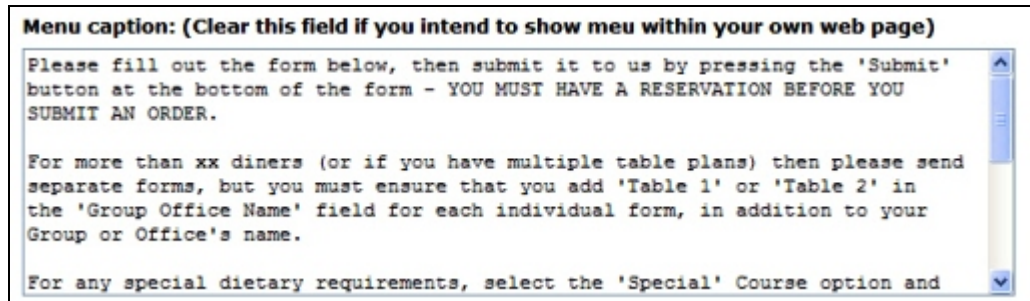 Menu caption: (Clear this field if you intend to show meu within your own web page)
Please fill out the form below, then submit it to us by pressing the 'Submit'
button at the bottom of the form - YOU MUST HAVE A RESERVATION BEFORE YOU
SUBMIT AN ORDER.
For more than xx diners (or if you have multiple table plans) then please send
separate forms, but you must ensure that you add 'Table 1' or 'Table 2' in
the 'Group Office Name' field for each individual form, in addition to your
Group or Office's name.
For any special dietary requirements, select the 'Special' Course option and